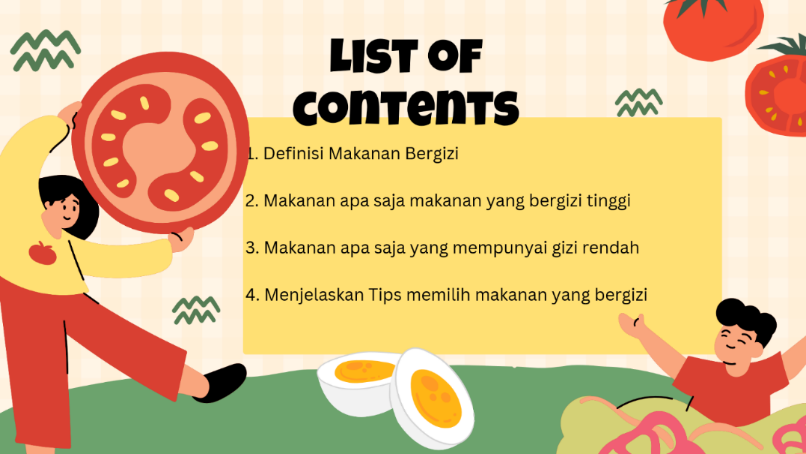 LIST OF
CONTENTS
1. Definisi Makanan Bergizi
2. Makanan apa saja makanan yang bergizi tinggi
3. Makanan apa saja yang mempunyai gizi rendah
4. Menjelaskan Tips memilih makanan yang bergizi